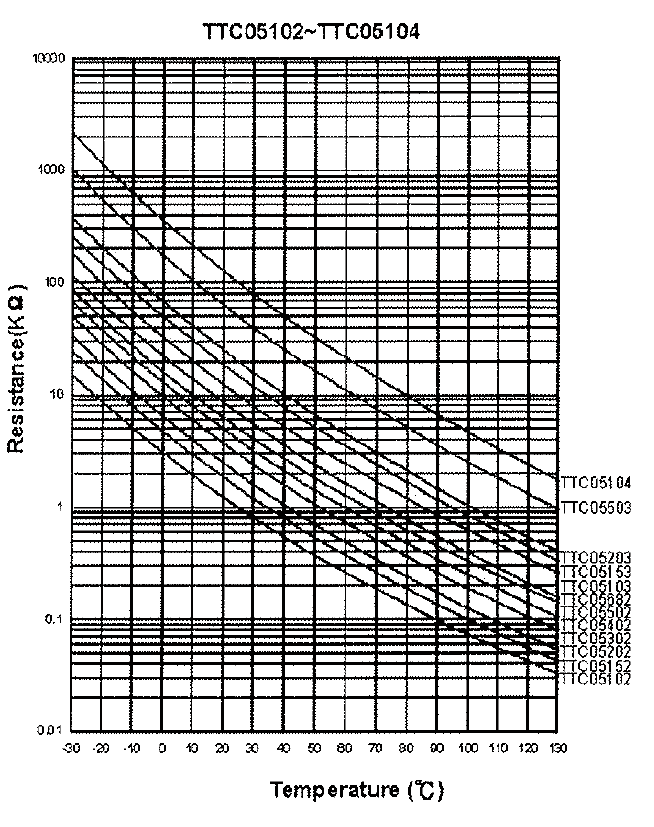 TTC05102~TTC05104
10000
1000
100
10
1
0.1
0.01
Resistance(KΩ)
-30 -20 -10 0 10 20 30 40 50 60 70 80 90 100 110 120 130
Temperature (℃)
TTC05104
TTC05503
TTC05203
TTC05153
TTC05103
TTC05682
TTC05502
TTC05402
TTC05302
TTC05202
TTC05152
TTC05102